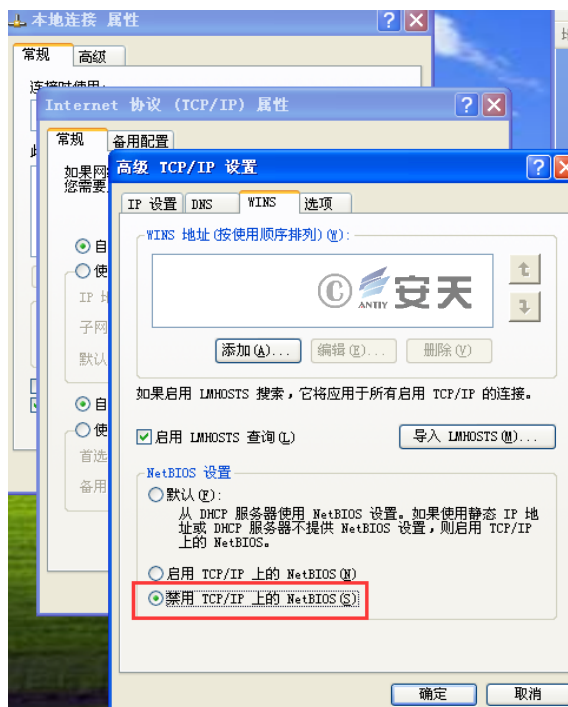 本地连接 属性
常规 高级
连接时使用:
Internet 协议 (TCP/IP) 属性
常规 备用配置
如果网
您需要
自
使
IP 地
子网
默认
自
使
首选
备用
高级 TCP/IP 设置
IP 设置 DNS WINS 选项
WINS 地址(按使用顺序排列)(W):
© ANTIY 安天
添加(A)... 编辑(E)... 删除(V)
如果启用 LMHOSTS 搜索，它将应用于所有启用 TCP/IP 的连接。
启用 LMHOSTS 查询(L) 导入 LMHOSTS(M)...
NetBIOS 设置
默认(F):
从 DHCP 服务器使用 NetBIOS 设置。如果使用静态 IP 地
址或 DHCP 服务器不提供 NetBIOS 设置，则启用 TCP/IP
上的 NetBIOS。
启用 TCP/IP 上的 NetBIOS(N)
禁用 TCP/IP 上的 NetBIOS(S)
确定 取消